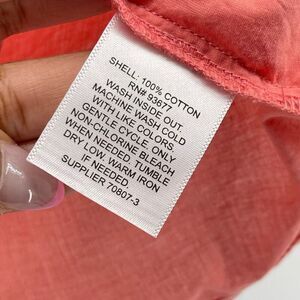 SHELL: 100% COTTON
RN# 93677
WASH INSIDE OUT.
MACHINE WASH COLD
WITH LIKE COLORS.
GENTLE CYCLE. ONLY
NON-CHLORINE BLEACH
WHEN NEEDED. TUMBLE
DRY LOW. WARM IRON
IF NEEDED.
SUPPLIER 70807-3